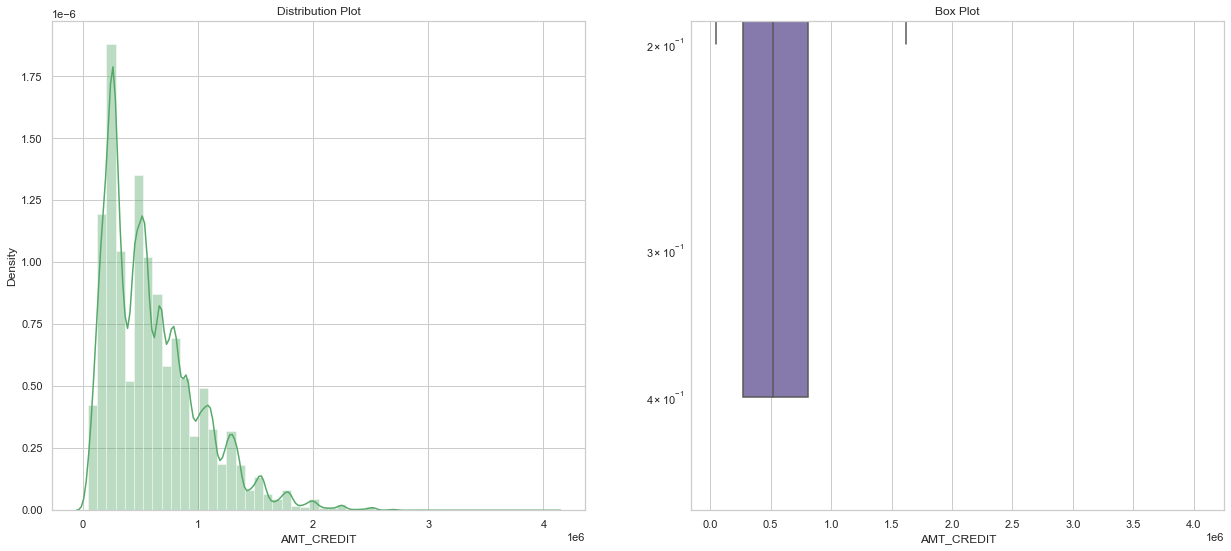 Distribution Plot
1e−6
1.75
1.50
1.25
1.00
0.75
0.50
0.25
0.00
Density
0
1
2
3
4
1e6
AMT_CREDIT
Box Plot
2 × 10⁻¹
3 × 10⁻¹
4 × 10⁻¹
0.0
0.5
1.0
1.5
2.0
2.5
3.0
3.5
4.0
1e6
AMT_CREDIT